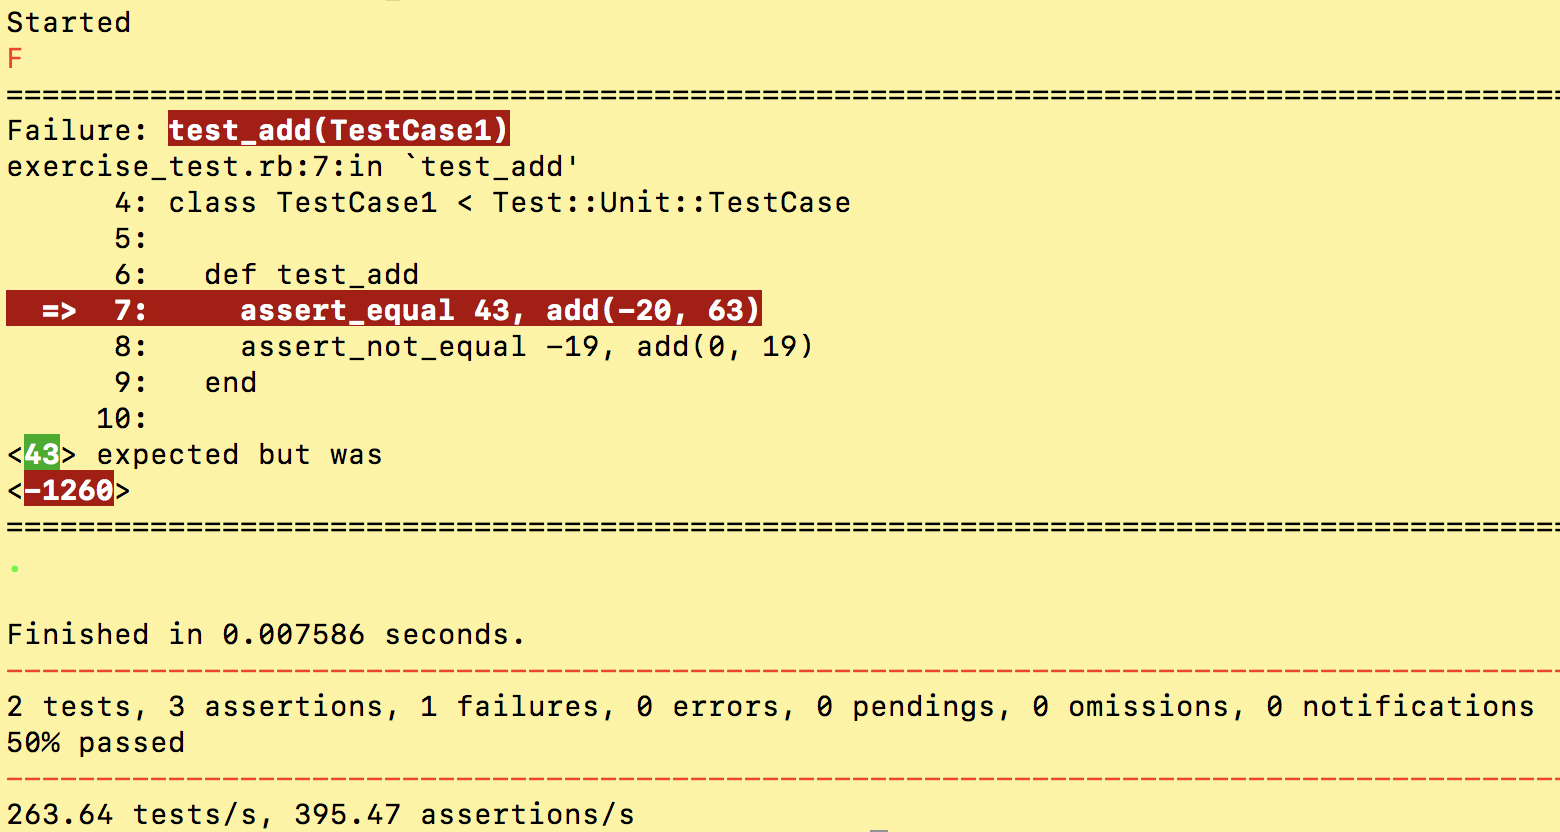 Started
F
======================================================================================
Failure: test_add(TestCase1)
exercise_test.rb:7:in `test_add'
      4: class TestCase1 < Test::Unit::TestCase
      5:
      6:   def test_add
  =>  7:     assert_equal 43, add(-20, 63)
      8:     assert_not_equal -19, add(0, 19)
      9:   end
     10:
<43> expected but was
<-1260>
======================================================================================
.
Finished in 0.007586 seconds.
--------------------------------------------------------------------------------------
2 tests, 3 assertions, 1 failures, 0 errors, 0 pendings, 0 omissions, 0 notifications
50% passed
--------------------------------------------------------------------------------------
263.64 tests/s, 395.47 assertions/s